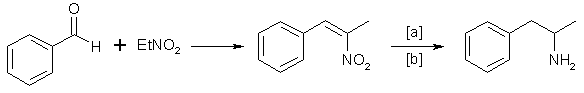 O
H
+ EtNO2
NO2
[a]
[b]
NH2